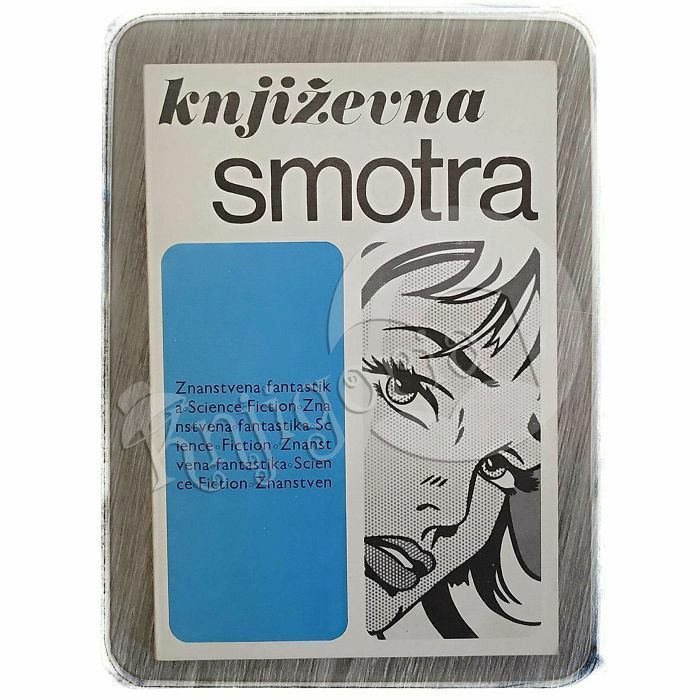 književna
smotra
Znanstvena◦fantastik
a◦Science◦Fiction◦Zna
nstvena◦fantastika◦Sc
ience◦Fiction◦Znanst
vena◦fantastika◦Scien
ce◦Fiction◦Znanstven